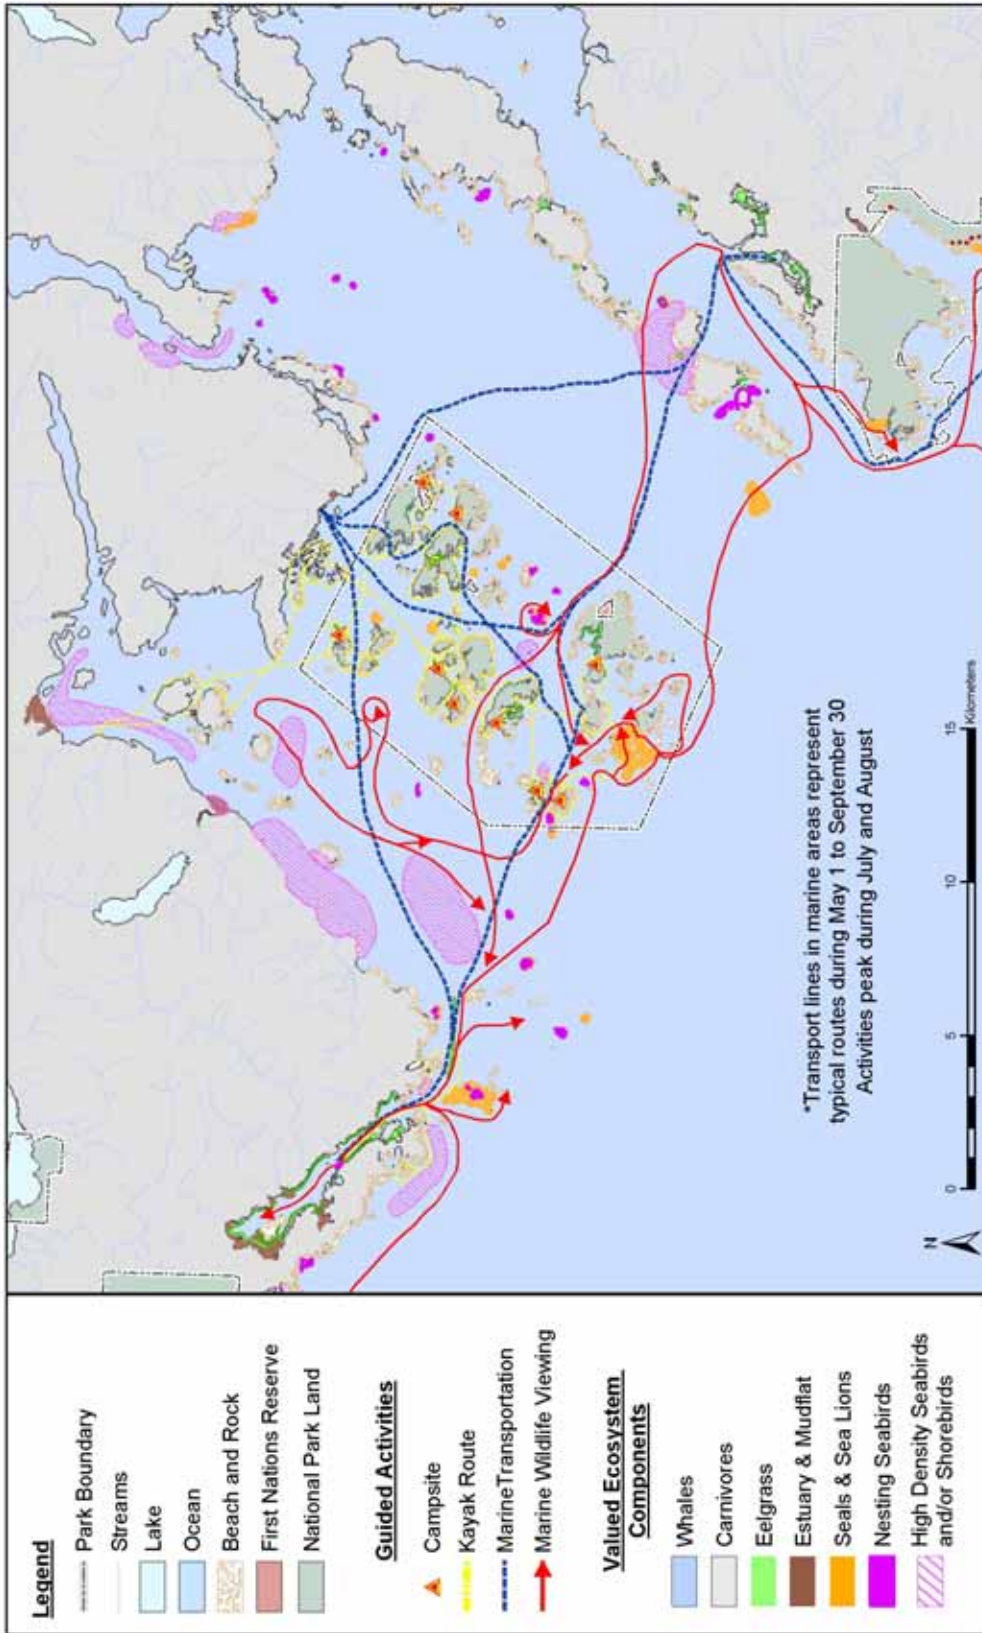 Legend
Park Boundary
Streams
Lake
Ocean
Beach and Rock
First Nations Reserve
National Park Land
Guided Activities
Campsite
Kayak Route
MarineTransportation
Marine Wildlife Viewing
Valued Ecosystem
Components
Whales
Carnivores
Eelgrass
Estuary & Mudflat
Seals & Sea Lions
Nesting Seabirds
High Density Seabirds
and/or Shorebirds
*Transport lines in marine areas represent
typical routes during May 1 to September 30
Activities peak during July and August
N
0 5 10 15
Kilometers